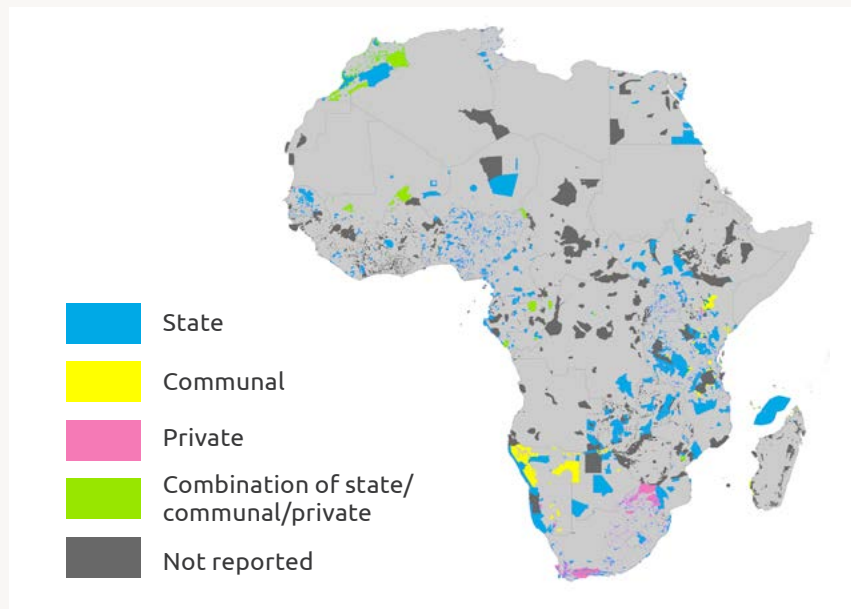 State
Communal
Private
Combination of state/
communal/private
Not reported